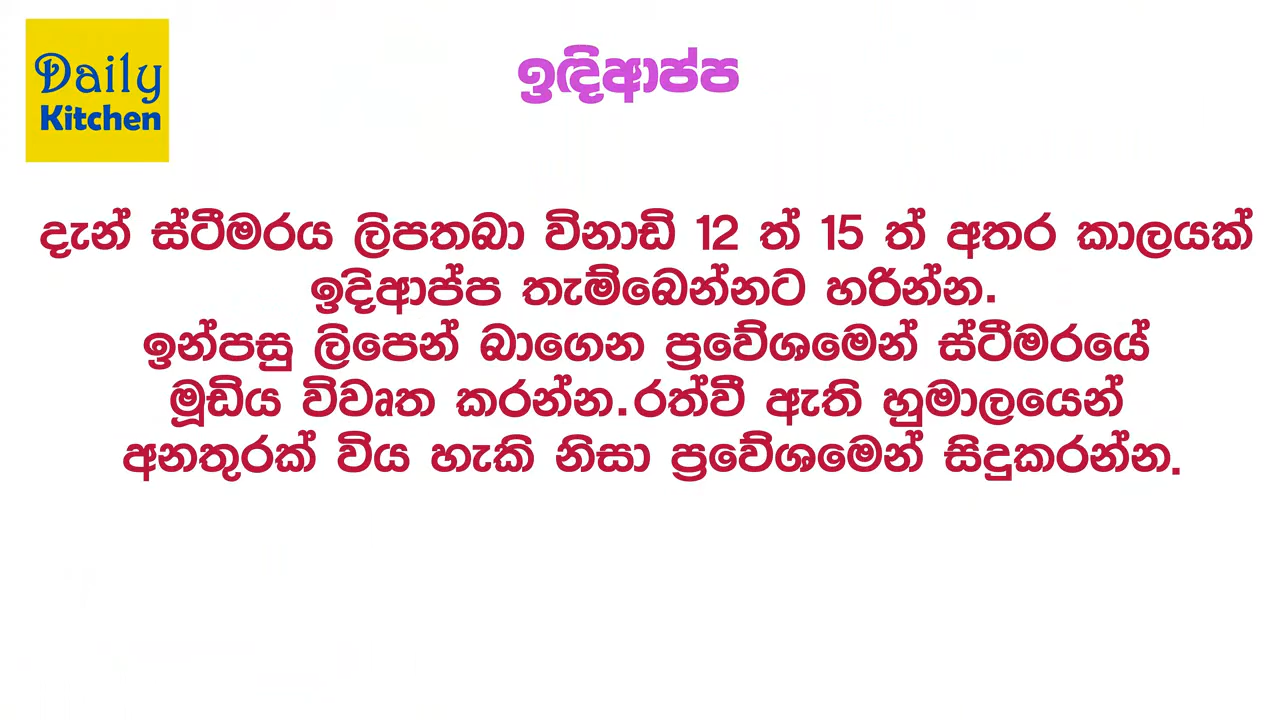 Daily
Kitchen
ඉඳිආප්ප
දැන් ස්ටීමරය ලිපතබා විනාඩි 12 ත් 15 ත් අතර කාලයක්
ඉදිආප්ප තැම්බෙන්නට හරින්න.
ඉන්පසු ලිපෙන් බාගෙන ප්‍රවේශමෙන් ස්ටීමරයේ
මූඩිය විවෘත කරන්න.රත්වී ඇති හුමාලයෙන්
අනතුරක් විය හැකි නිසා ප්‍රවේශමෙන් සිදුකරන්න.